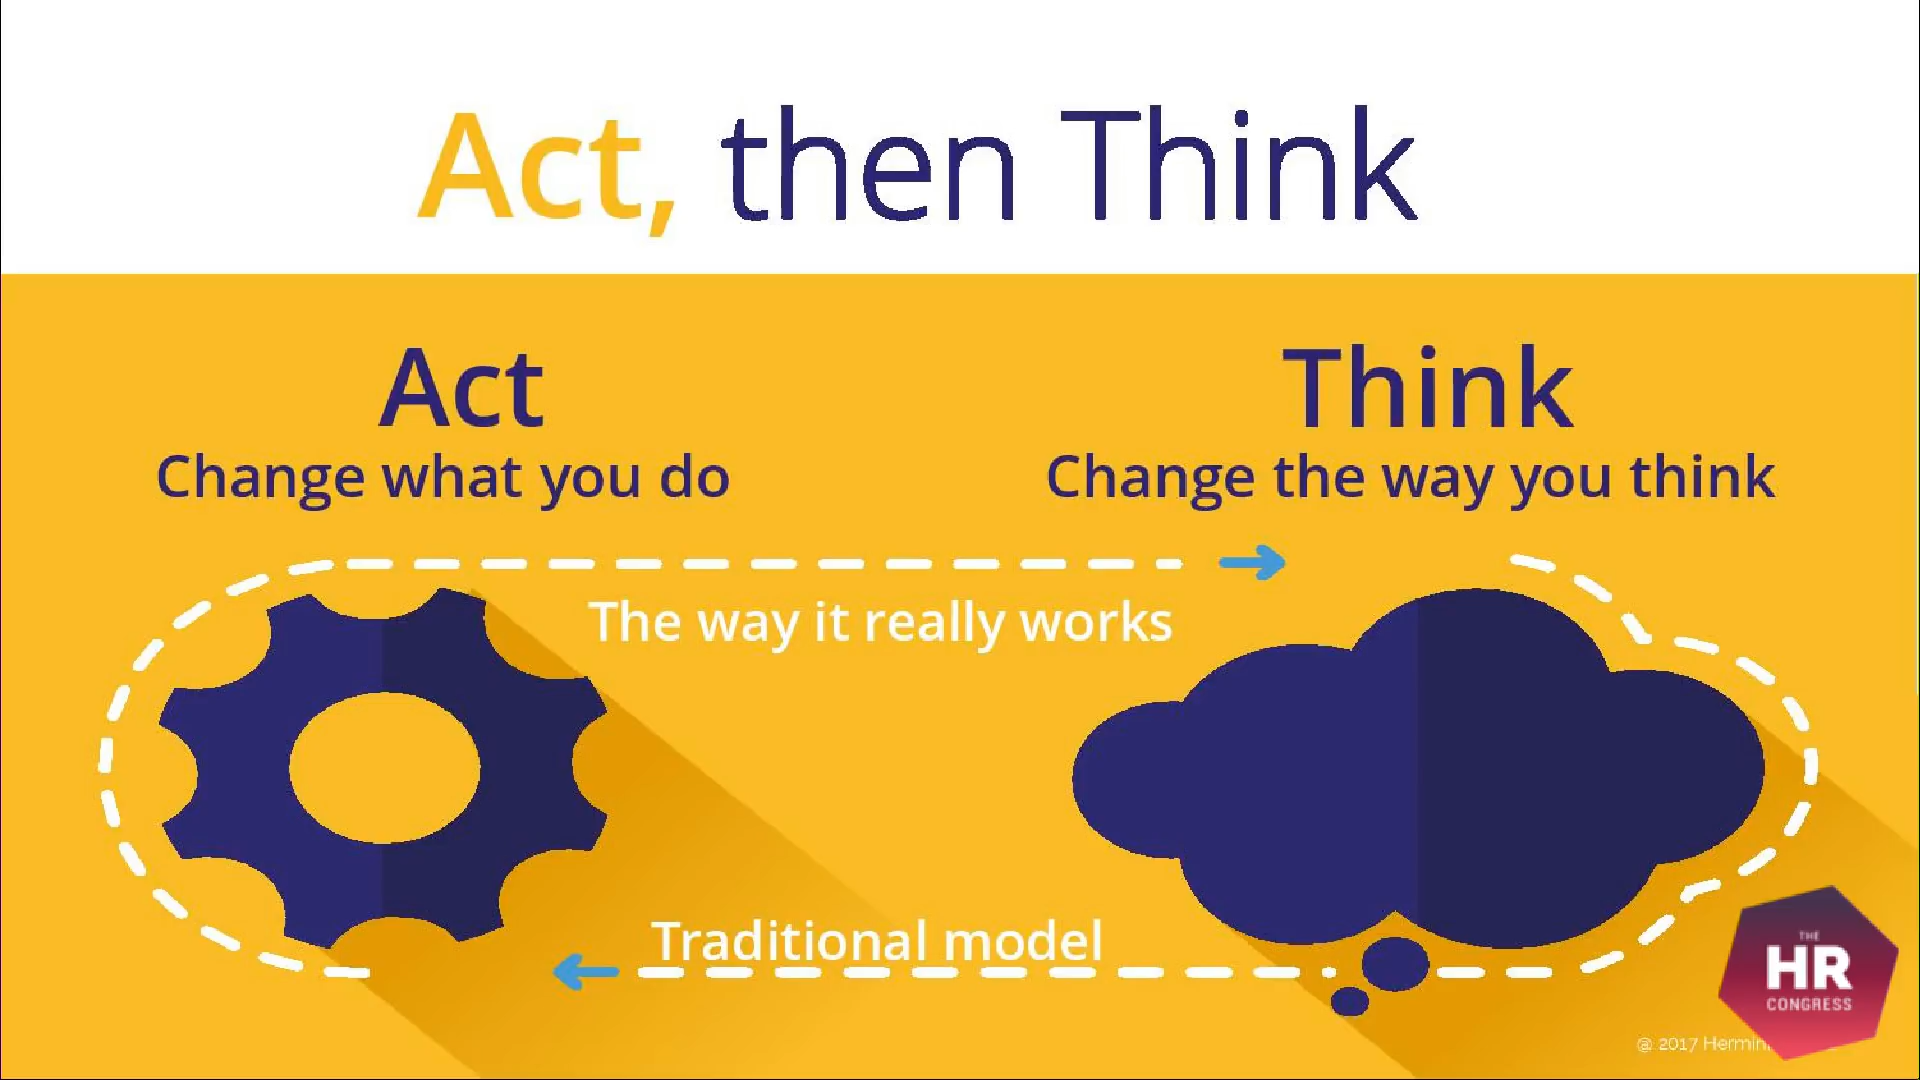 Act, then Think
Act
Change what you do
Think
Change the way you think
The way it really works
Traditional model
THE
HR
CONGRESS
@ 2017